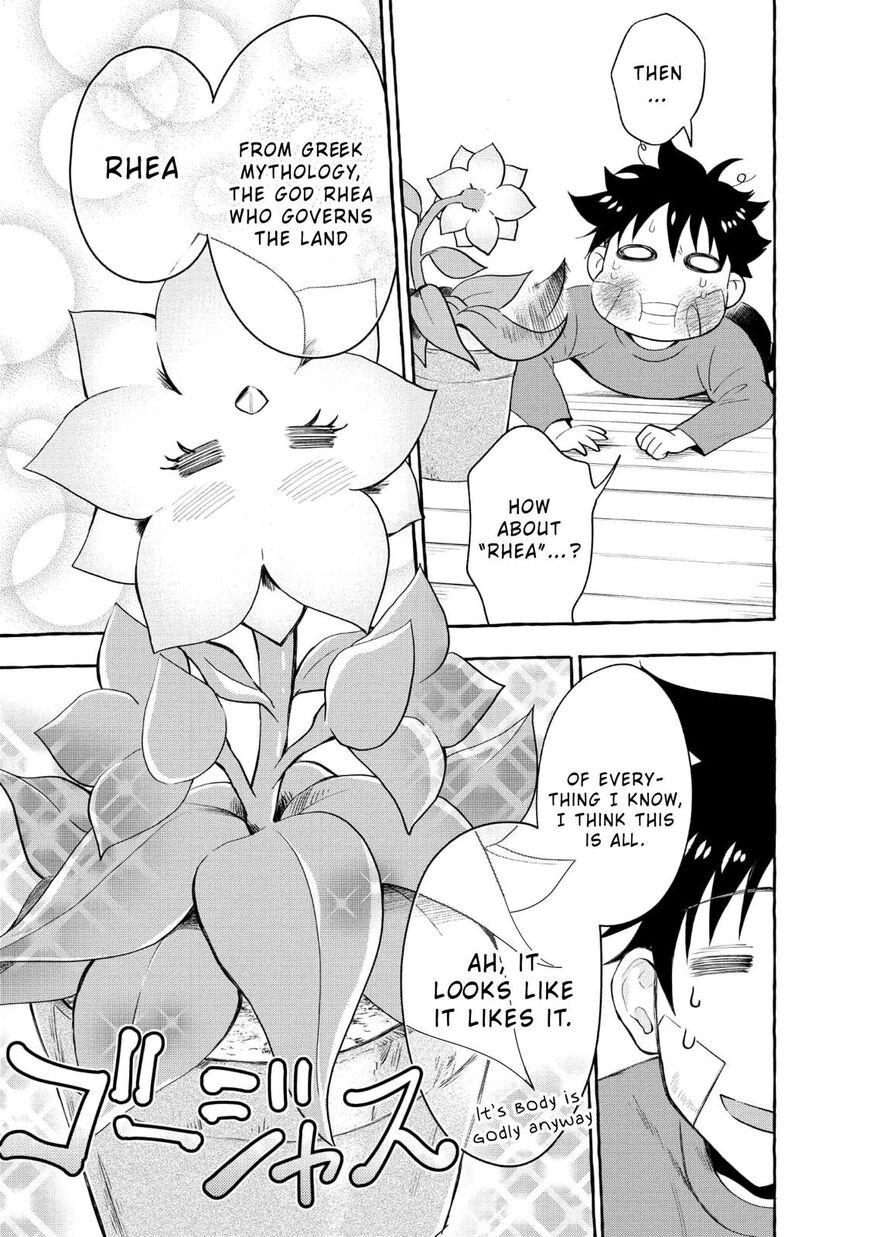 THEN
...
HOW
ABOUT
"RHEA"...?
FROM GREEK
MYTHOLOGY,
THE GOD RHEA
WHO GOVERNS
THE LAND
RHEA
OF EVERY-
THING I KNOW,
I THINK THIS
IS ALL.
AH, IT
LOOKS LIKE
IT LIKES IT.
It's Body is
Godly anyway
ゴージャス